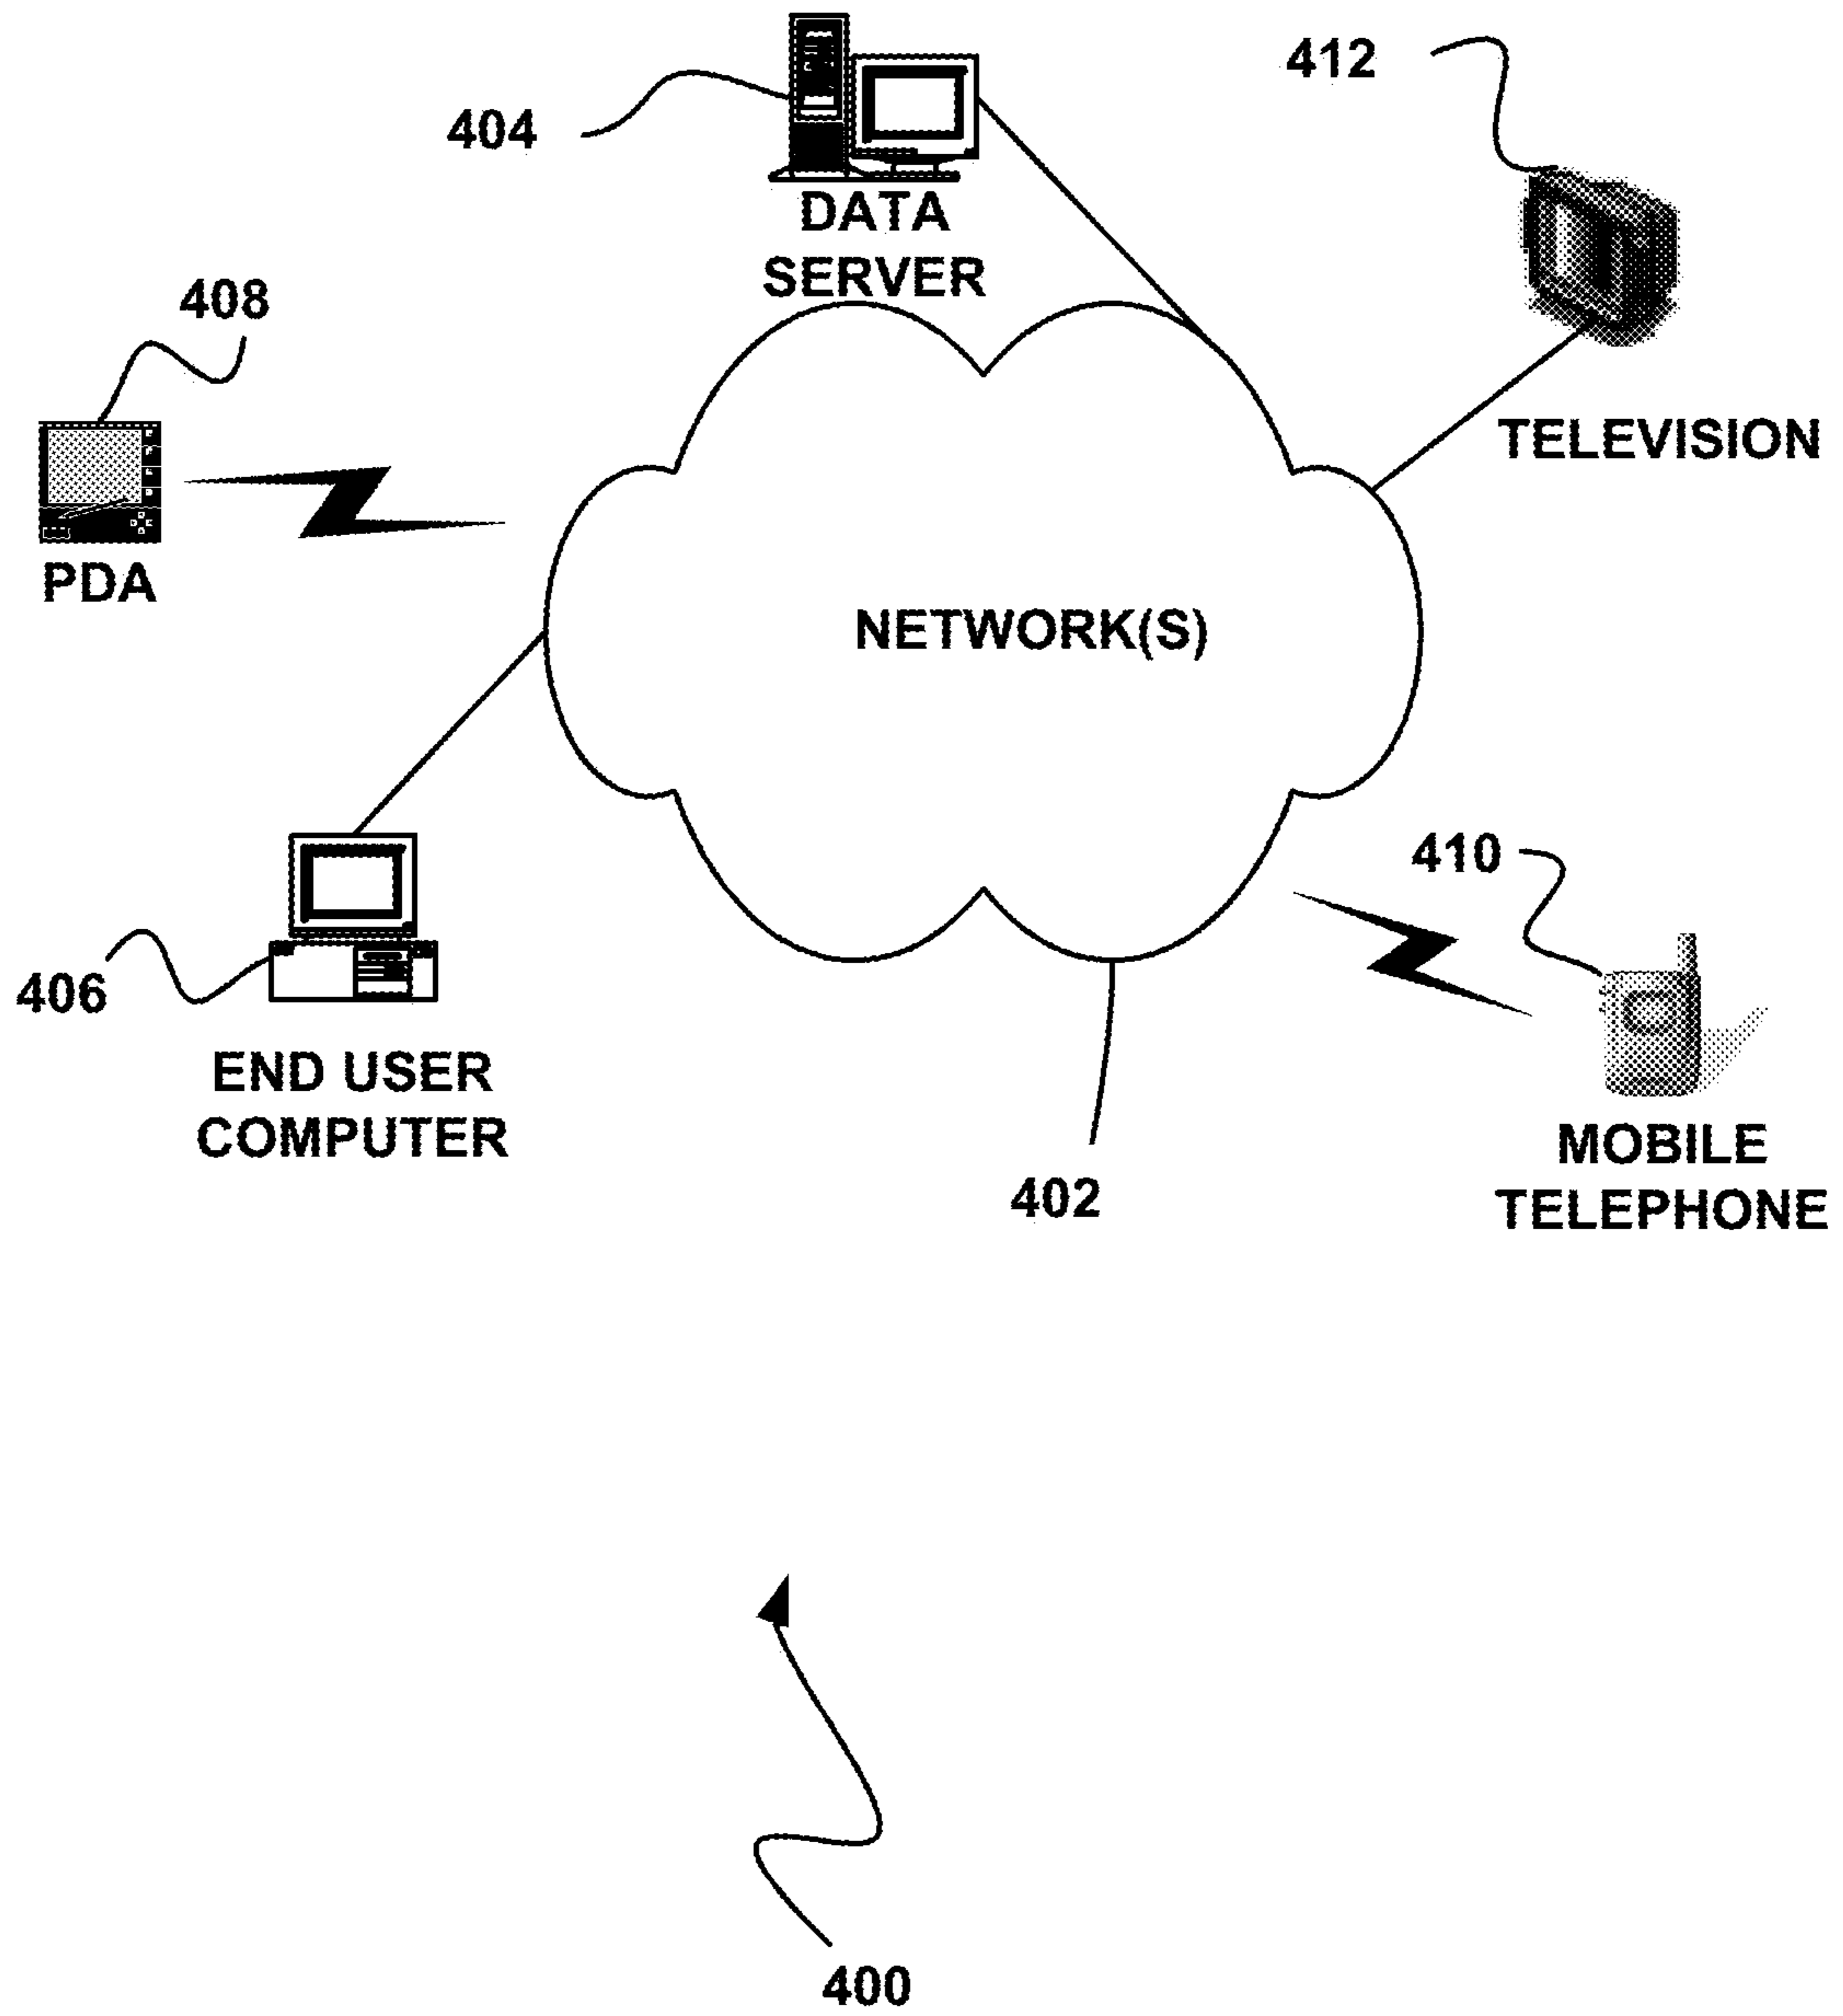 412
404
DATA
SERVER
408
TELEVISION
PDA
NETWORK(S)
410
406
END USER
COMPUTER
MOBILE
TELEPHONE
402
400